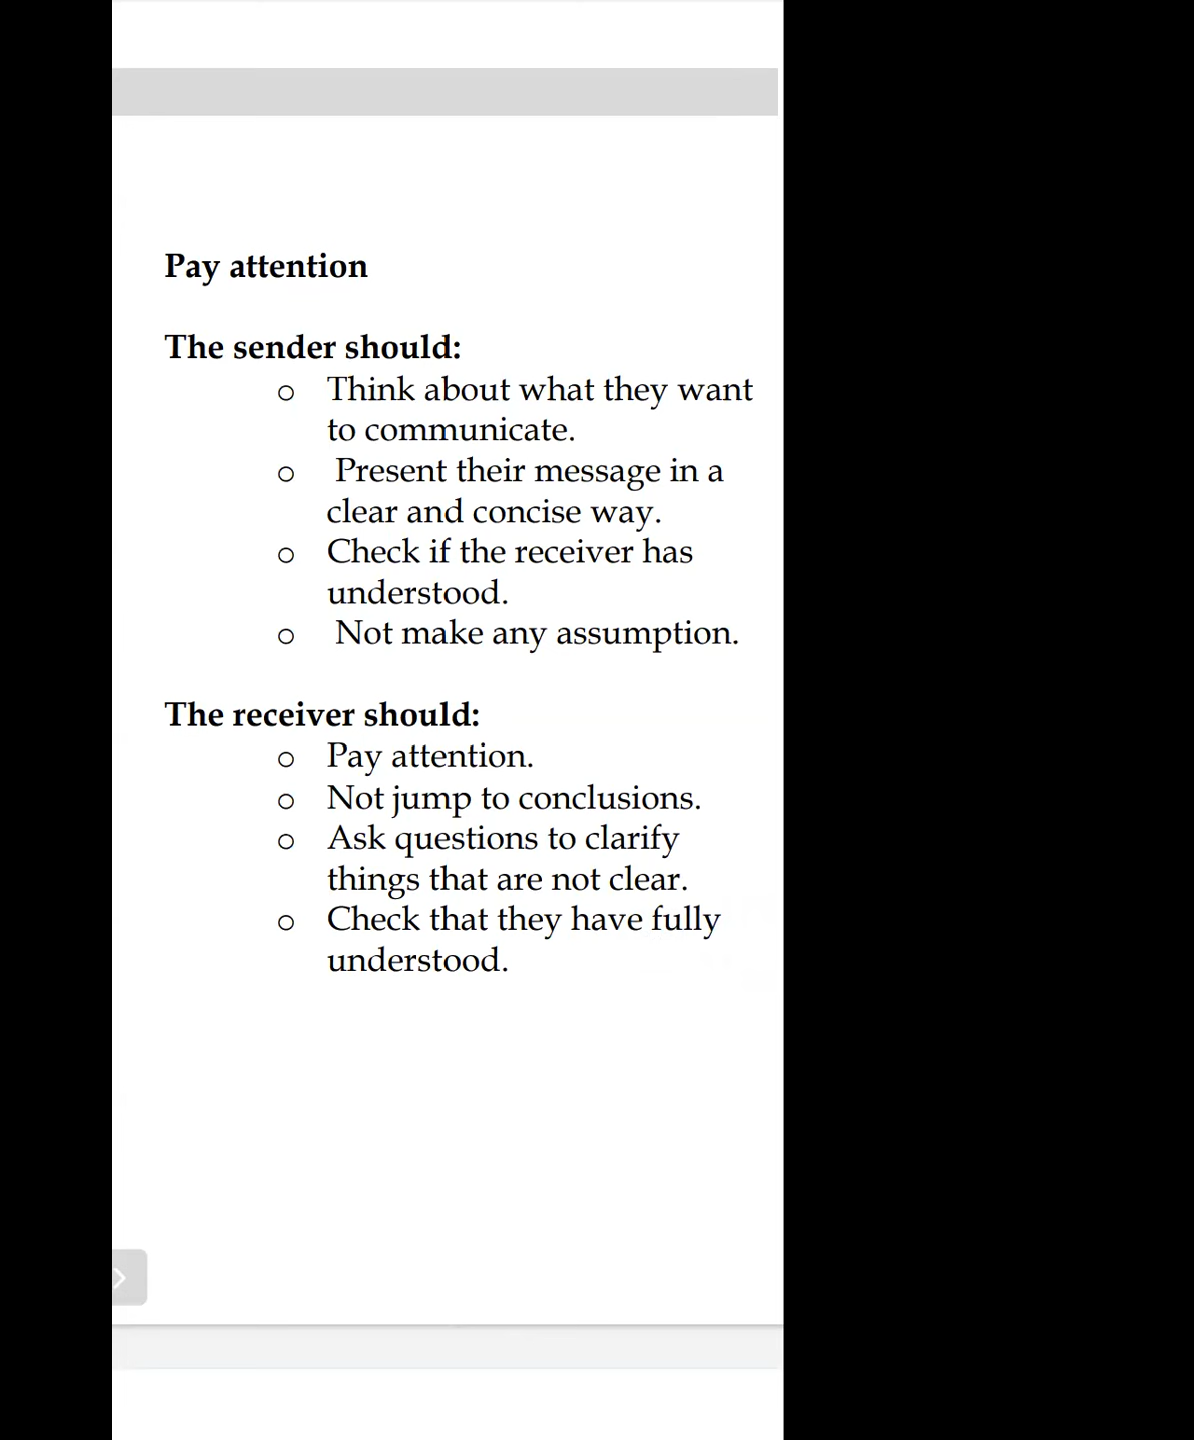 Pay attention
The sender should:
o Think about what they want
to communicate.
o Present their message in a
clear and concise way.
o Check if the receiver has
understood.
o Not make any assumption.
The receiver should:
o Pay attention.
o Not jump to conclusions.
o Ask questions to clarify
things that are not clear.
o Check that they have fully
understood.